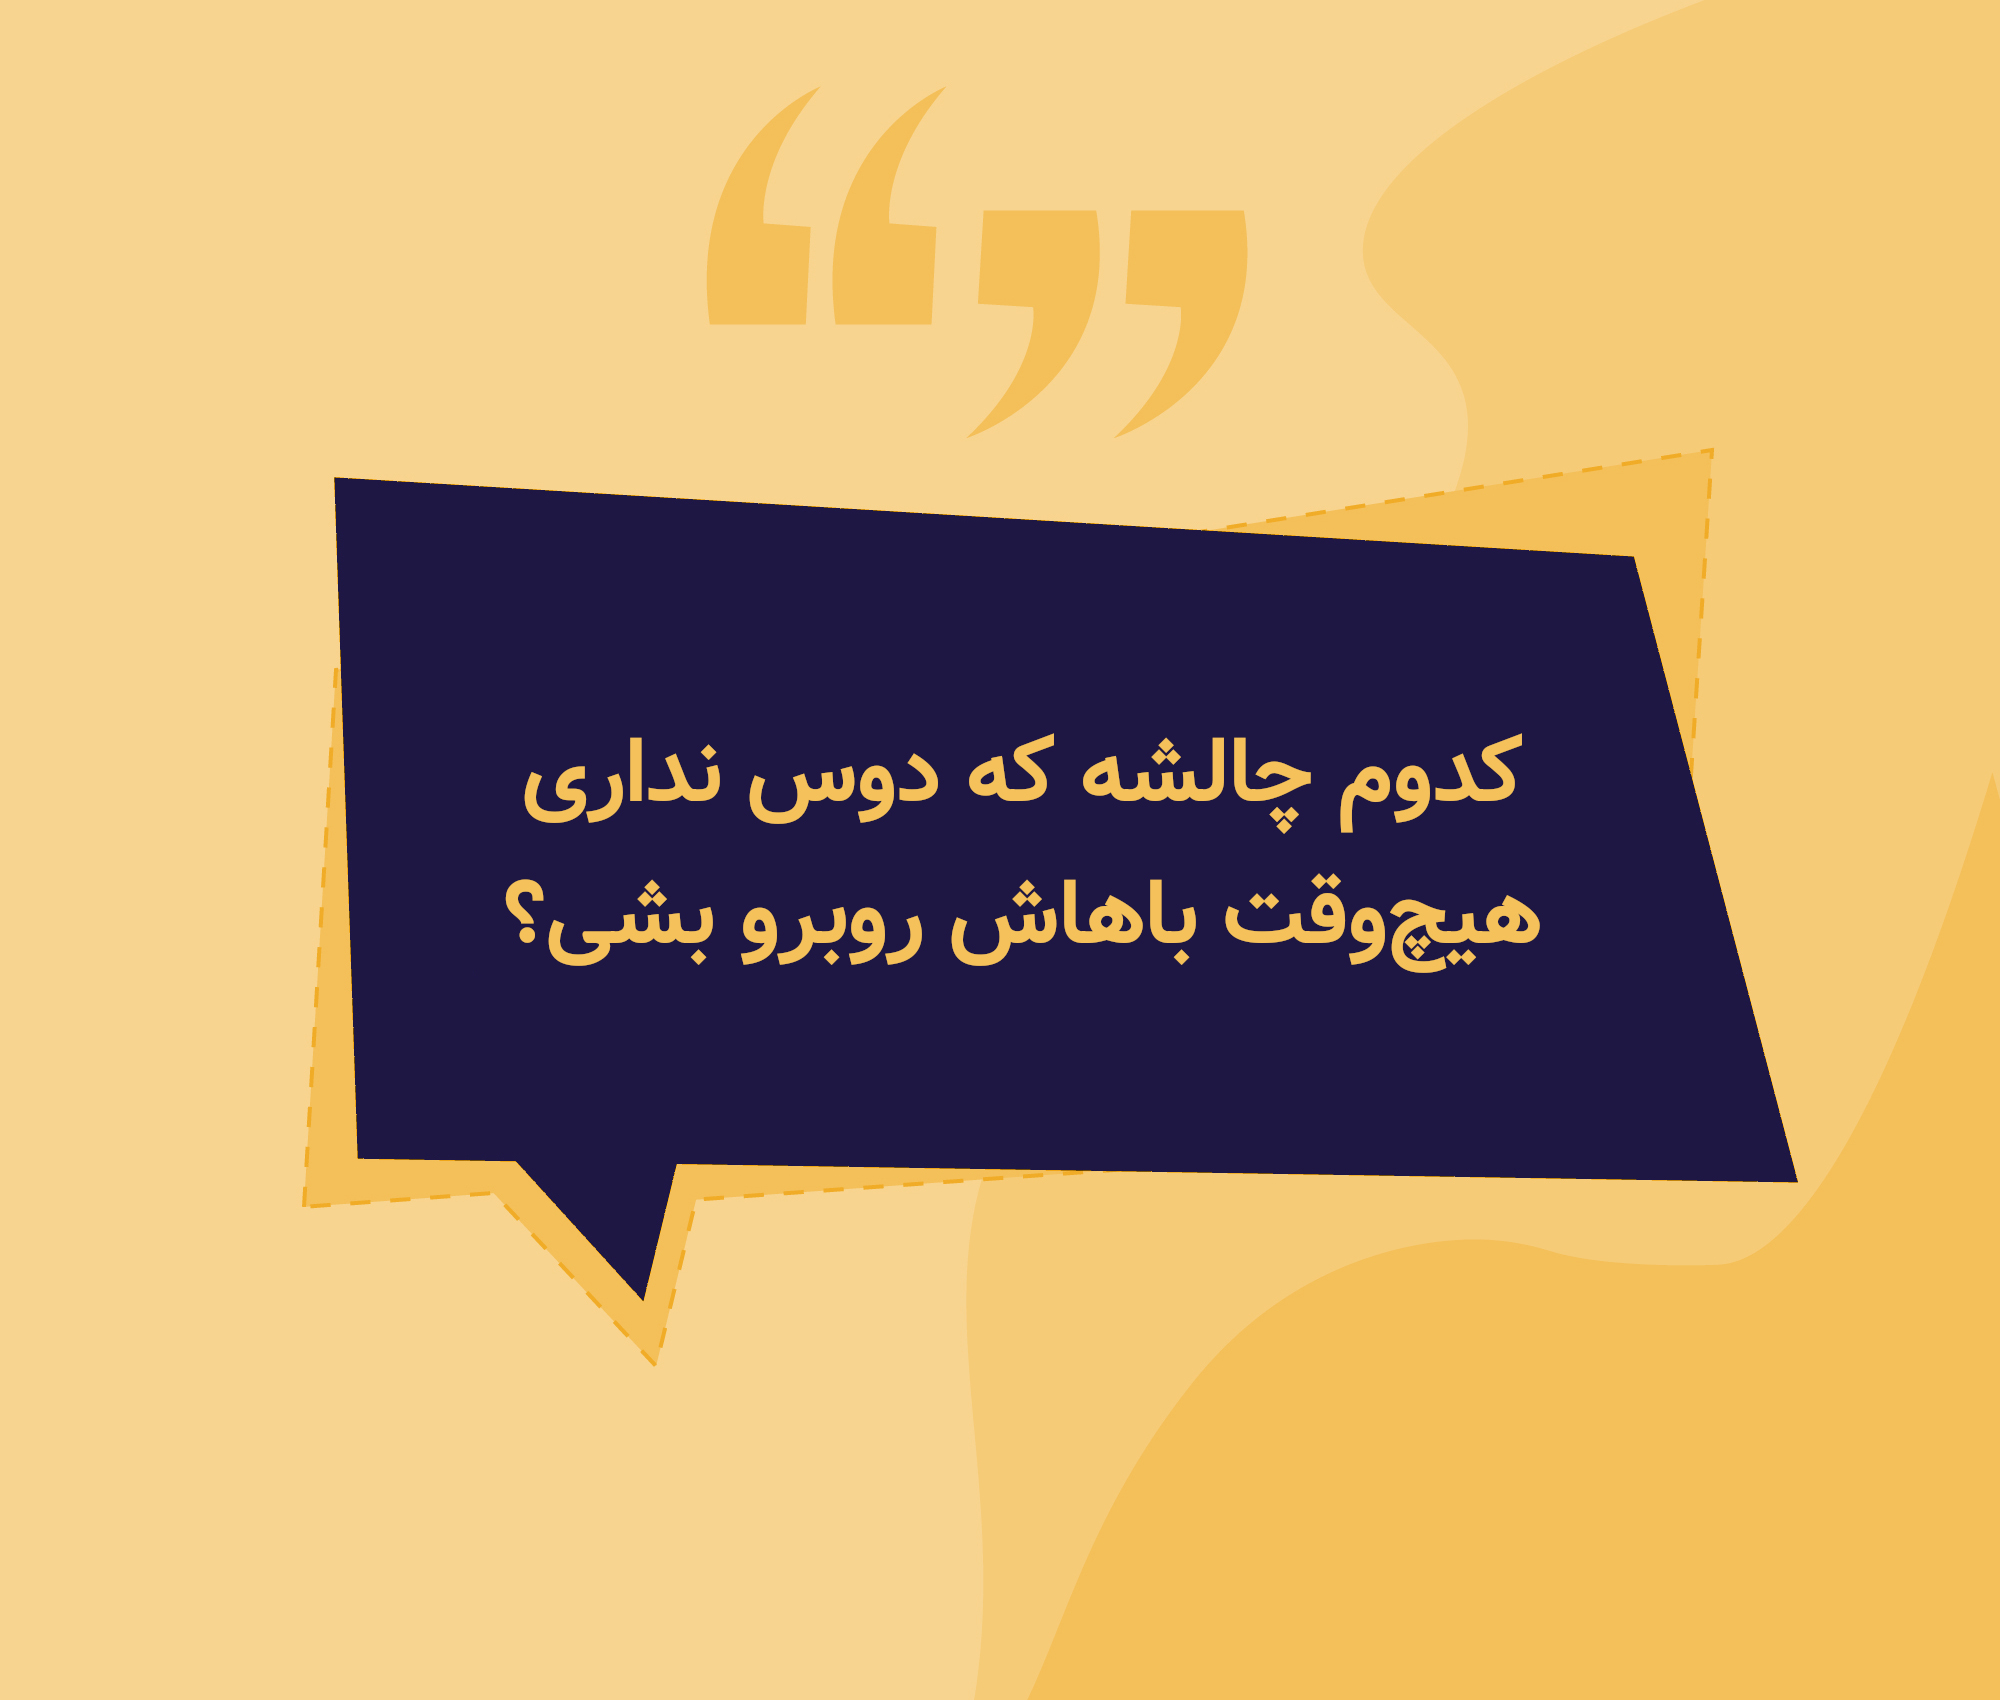 کدوم چالشه که دوس نداری
هیچ‌وقت باهاش روبرو بشی؟